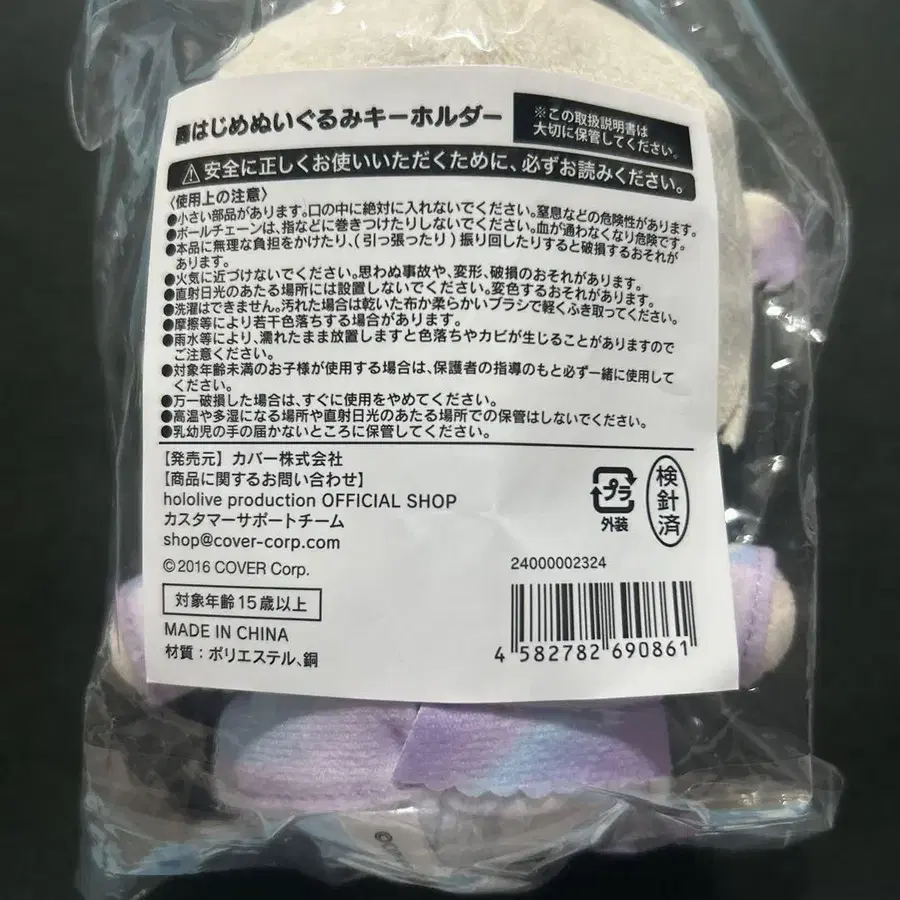 はじめぬいぐるみキーホルダー
※この取扱説明書は
大切に保管してください。
⚠安全に正しくお使いいただくために、必ずお読みください。
〈使用上の注意〉
●小さい部品があります。口の中に絶対に入れないでください。窒息などの危険性があります。
●ボールチェーンは、指などに巻きつけたりしないでください。血が通わなくなり危険です。
●本品に無理な負担をかけたり、(引っ張ったり)振り回したりすると破損するおそれが
あります。
●火気に近づけないでください。思わぬ事故や、変形、破損のおそれがあります。
●直射日光のあたる場所には設置しないでください。変色するおそれがあります。
●洗濯はできません。汚れた場合は乾いた布か柔らかいブラシで軽くふき取ってください。
●摩擦等により若干色落ちする場合があります。
●雨水等により、濡れたまま放置しますと色落ちやカビが生じることがありますので
ご注意ください。
●対象年齢未満のお子様が使用する場合は、保護者の指導のもと必ず一緒に使用して
ください。
●万一破損した場合は、すぐに使用をやめてください。
●高温や多湿になる場所や直射日光のあたる場所での保管はしないでください。
●乳幼児の手の届かないところに保管してください。
【発売元】カバー株式会社
【商品に関するお問い合わせ】
hololive production OFFICIAL SHOP
カスタマーサポートチーム
shop@cover-corp.com
©2016 COVER Corp.
対象年齢15歳以上
MADE IN CHINA
材質：ポリエステル、銅
プラ
外装
検針済
24000002324
4 582782 690861